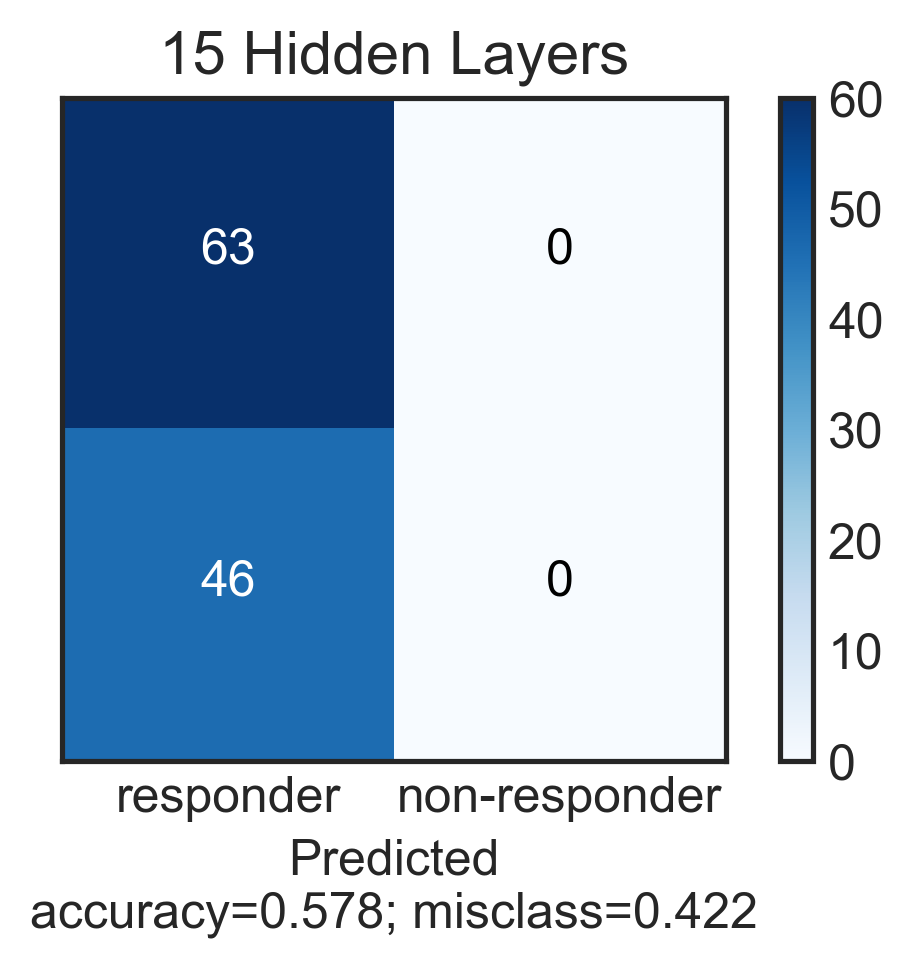 15 Hidden Layers
63 0
46 0
responder non-responder
Predicted
accuracy=0.578; misclass=0.422
60
50
40
30
20
10
0